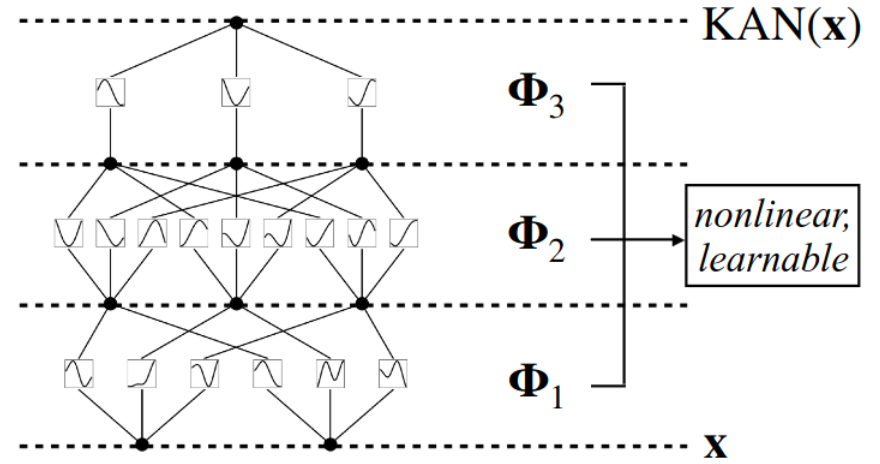 KAN(x)
Φ₃
nonlinear,
learnable
Φ₂
Φ₁
x